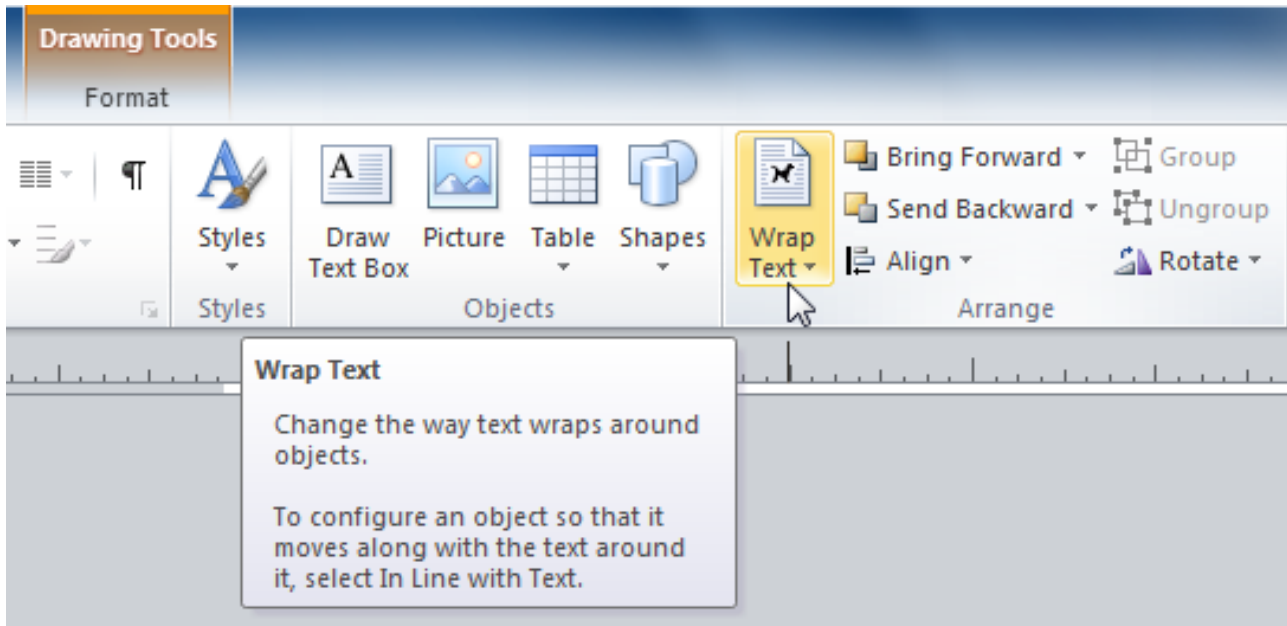 Drawing Tools
Format
Styles
Draw
Text Box
Picture
Table
Shapes
Wrap
Text
Bring Forward
Send Backward
Align
Group
Ungroup
Rotate
Styles
Objects
Arrange
Wrap Text
Change the way text wraps around
objects.
To configure an object so that it
moves along with the text around
it, select In Line with Text.